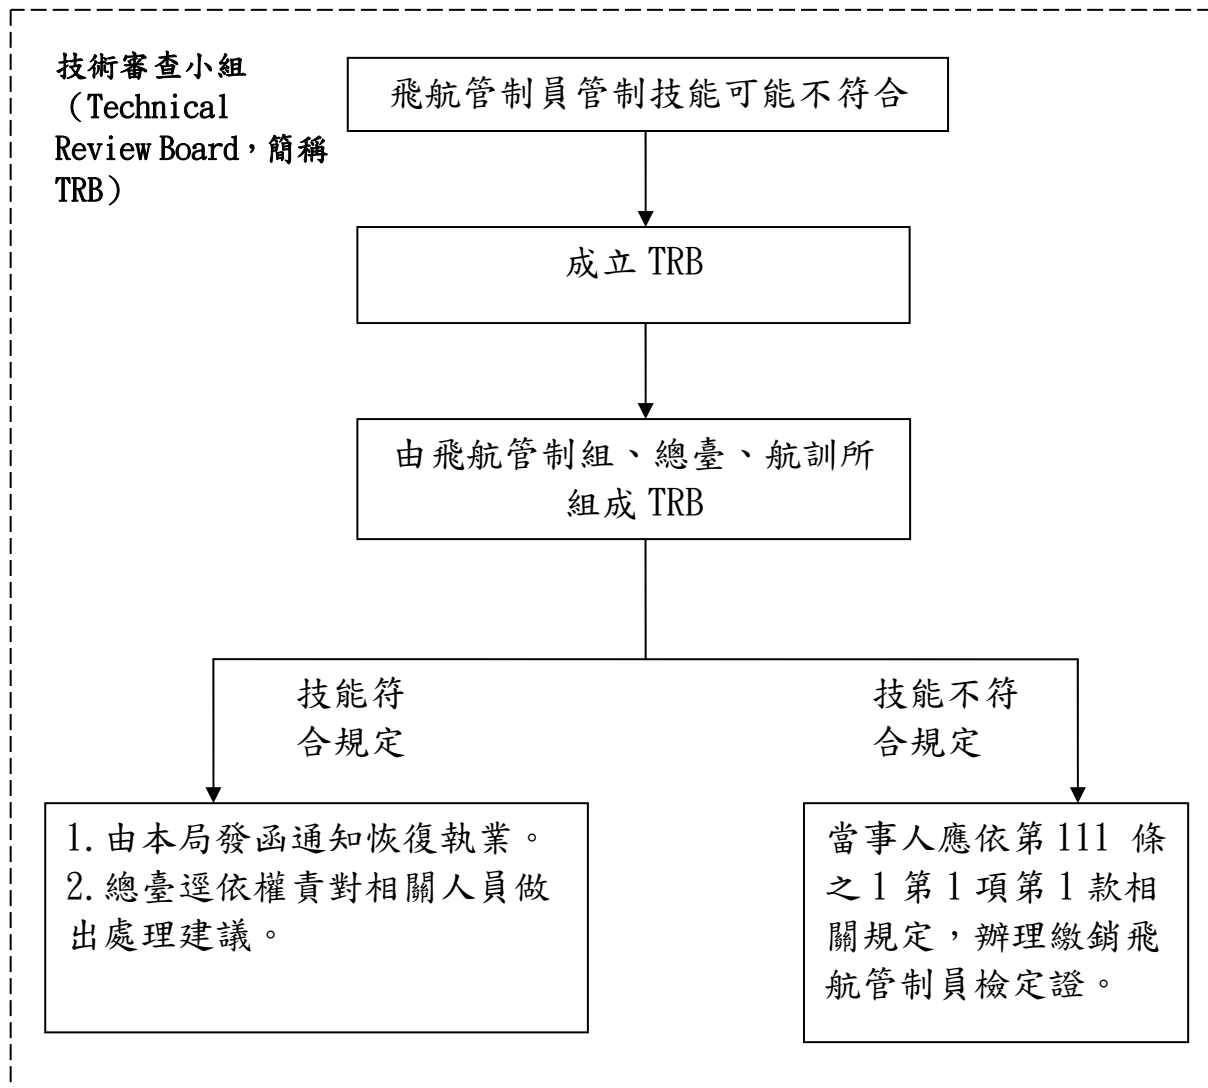 技術審查小組
（Technical
Review Board，簡稱
TRB）
飛航管制員管制技能可能不符合
成立 TRB
由飛航管制組、總臺、航訓所
組成 TRB
技能符
合規定
技能不符
合規定
1. 由本局發函通知恢復執業。
2. 總臺逕依權責對相關人員做
出處理建議。
當事人應依第 111 條
之 1 第 1 項第 1 款相
關規定，辦理繳銷飛
航管制員檢定證。